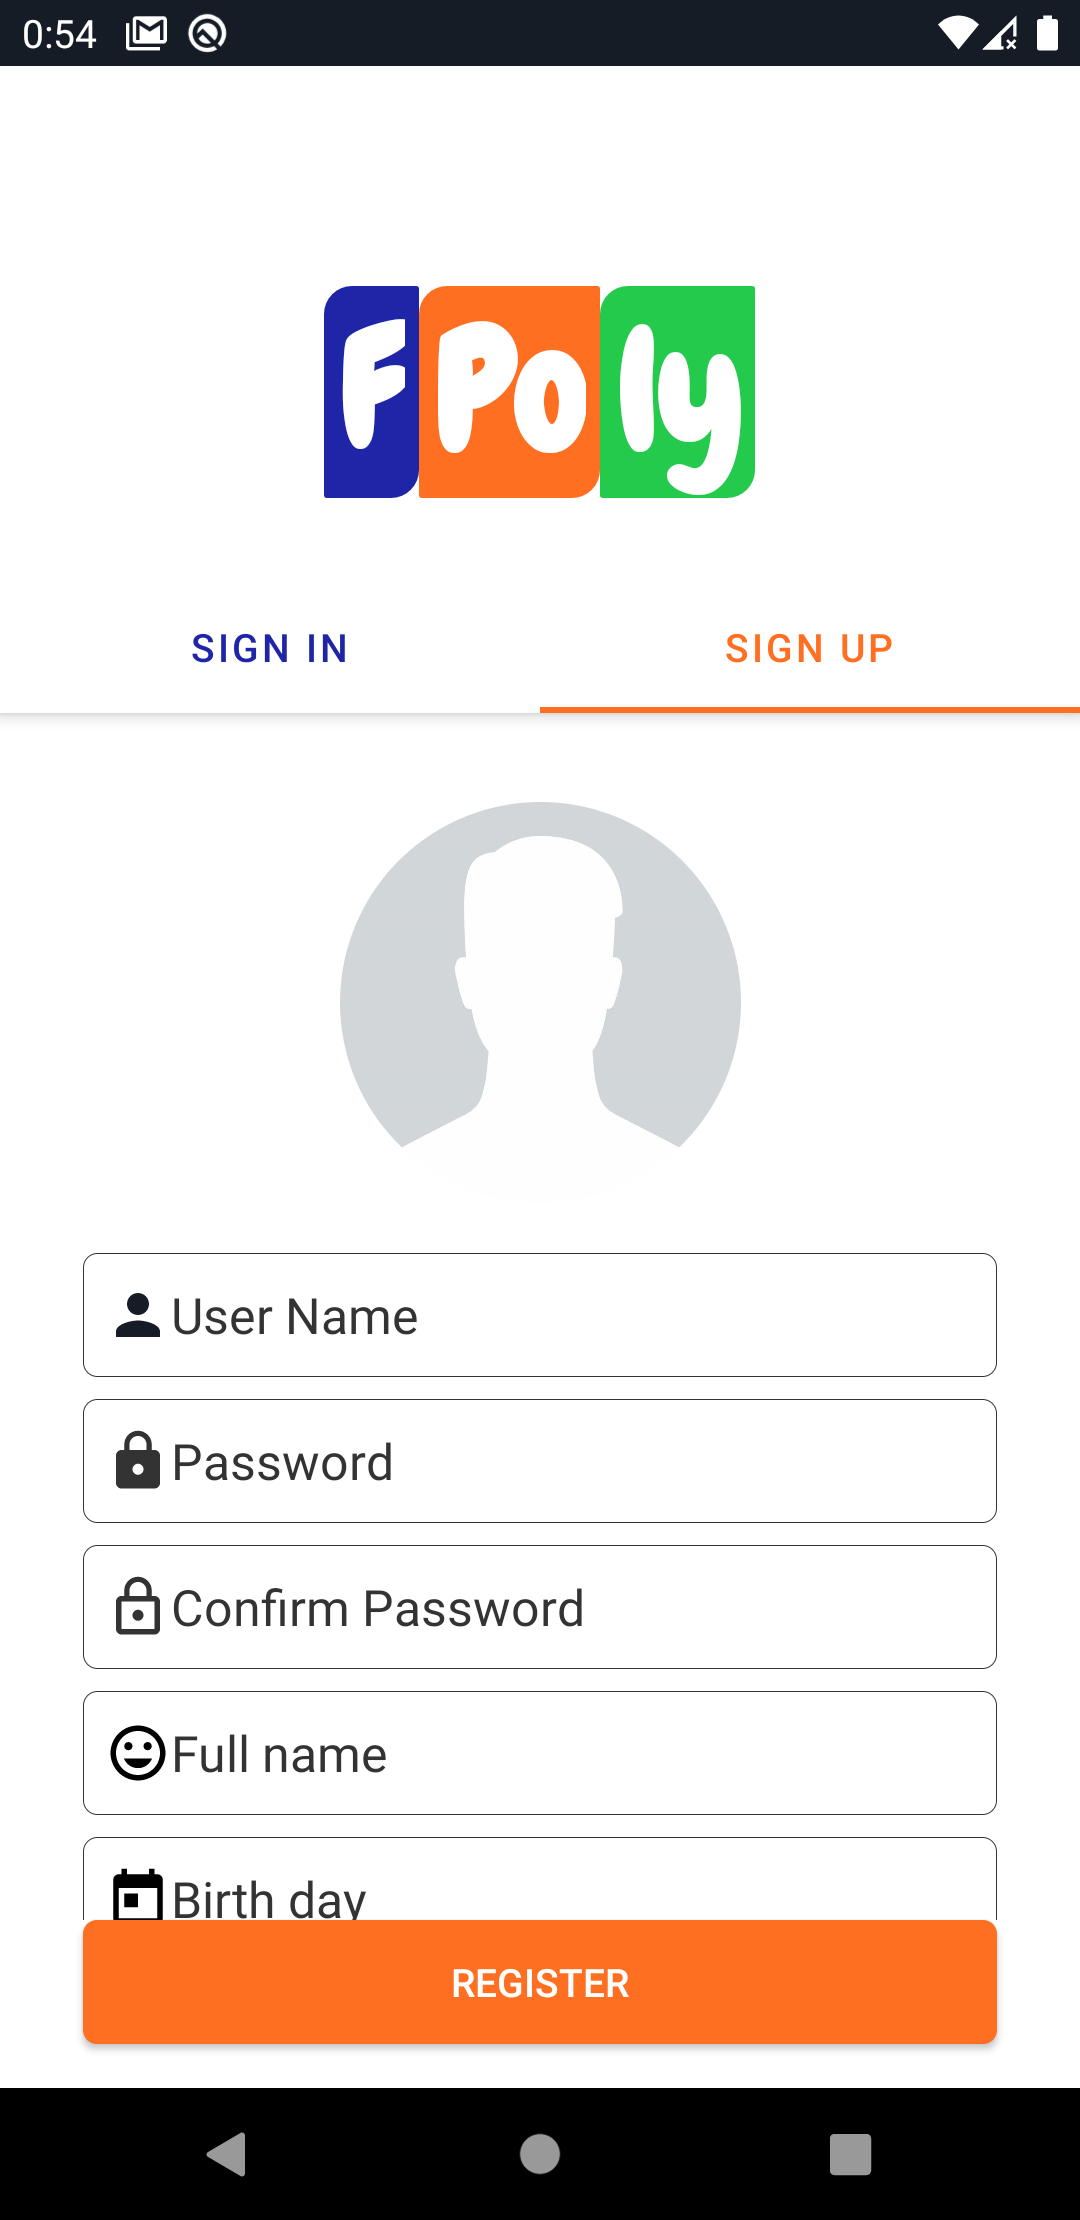 0:54
FPoly
SIGN IN
SIGN UP
User Name
Password
Confirm Password
Full name
Birth day
REGISTER